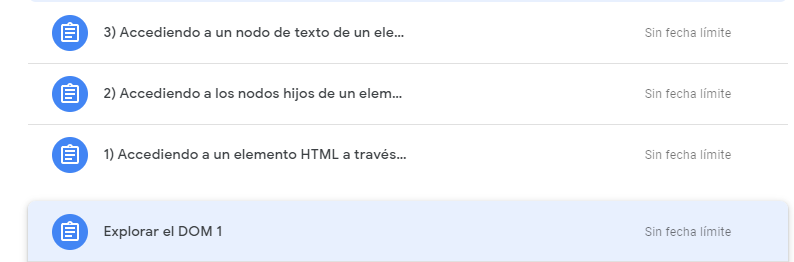 3) Accediendo a un nodo de texto de un ele...
Sin fecha límite
2) Accediendo a los nodos hijos de un elem...
Sin fecha límite
1) Accediendo a un elemento HTML a través...
Sin fecha límite
Explorar el DOM 1
Sin fecha límite